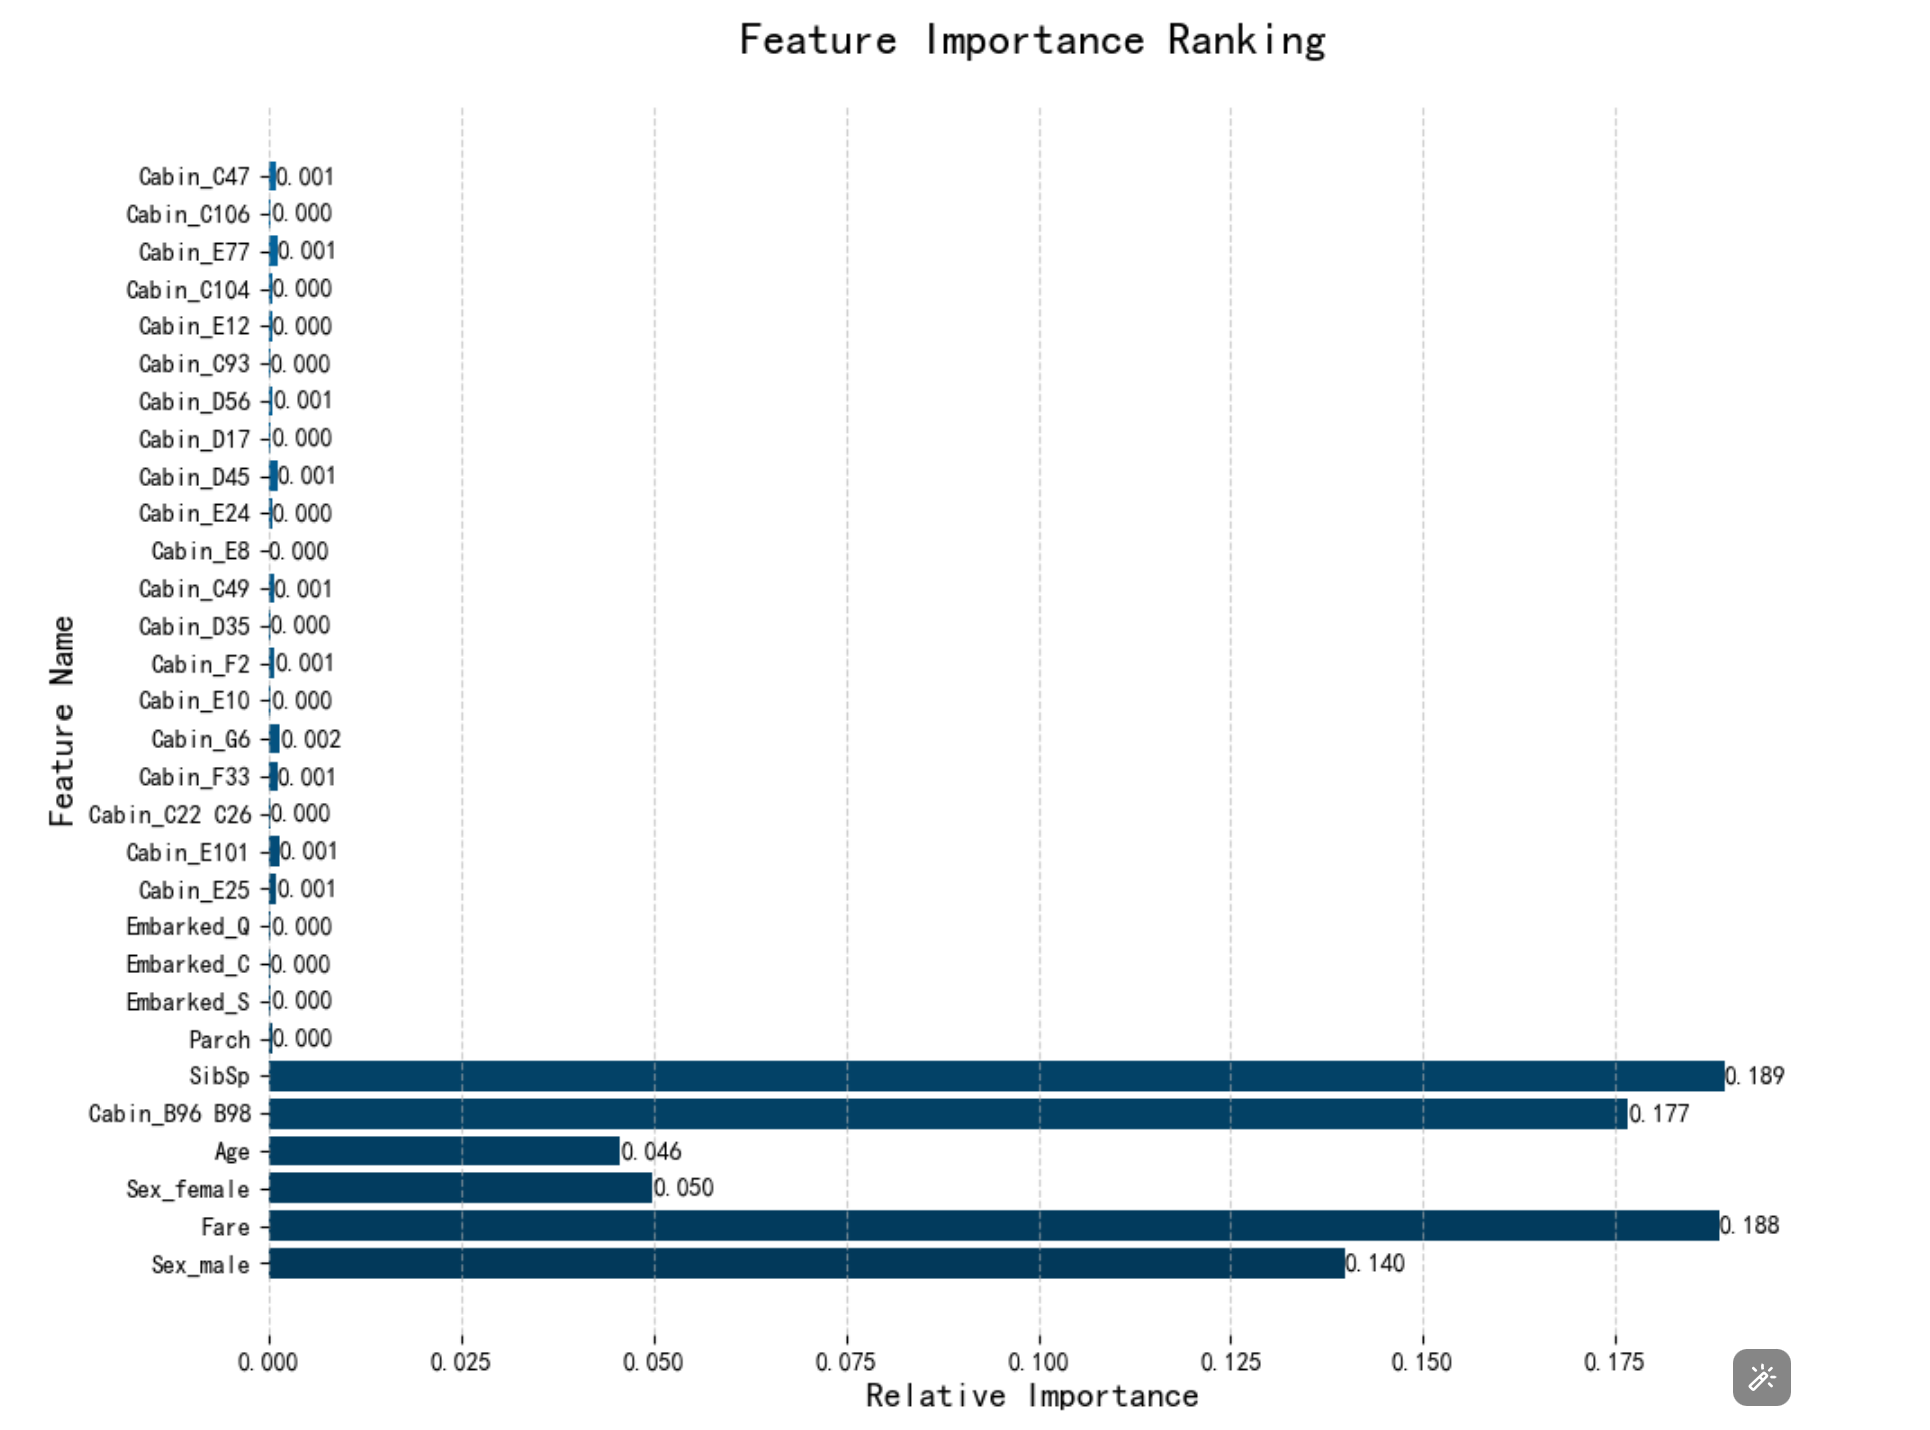 Feature Importance Ranking
Cabin_C47 0.001
Cabin_C106 0.000
Cabin_E77 0.001
Cabin_C104 0.000
Cabin_E12 0.000
Cabin_C93 0.000
Cabin_D56 0.001
Cabin_D17 0.000
Cabin_D45 0.001
Cabin_E24 0.000
Cabin_E8 0.000
Cabin_C49 0.001
Cabin_D35 0.000
Cabin_F2 0.001
Cabin_E10 0.000
Cabin_G6 0.002
Cabin_F33 0.001
Cabin_C22 C26 0.000
Cabin_E101 0.001
Cabin_E25 0.001
Embarked_Q 0.000
Embarked_C 0.000
Embarked_S 0.000
Parch 0.000
SibSp 0.189
Cabin_B96 B98 0.177
Age 0.046
Sex_female 0.050
Fare 0.188
Sex_male 0.140
Feature Name
0.000 0.025 0.050 0.075 0.100 0.125 0.150 0.175
Relative Importance